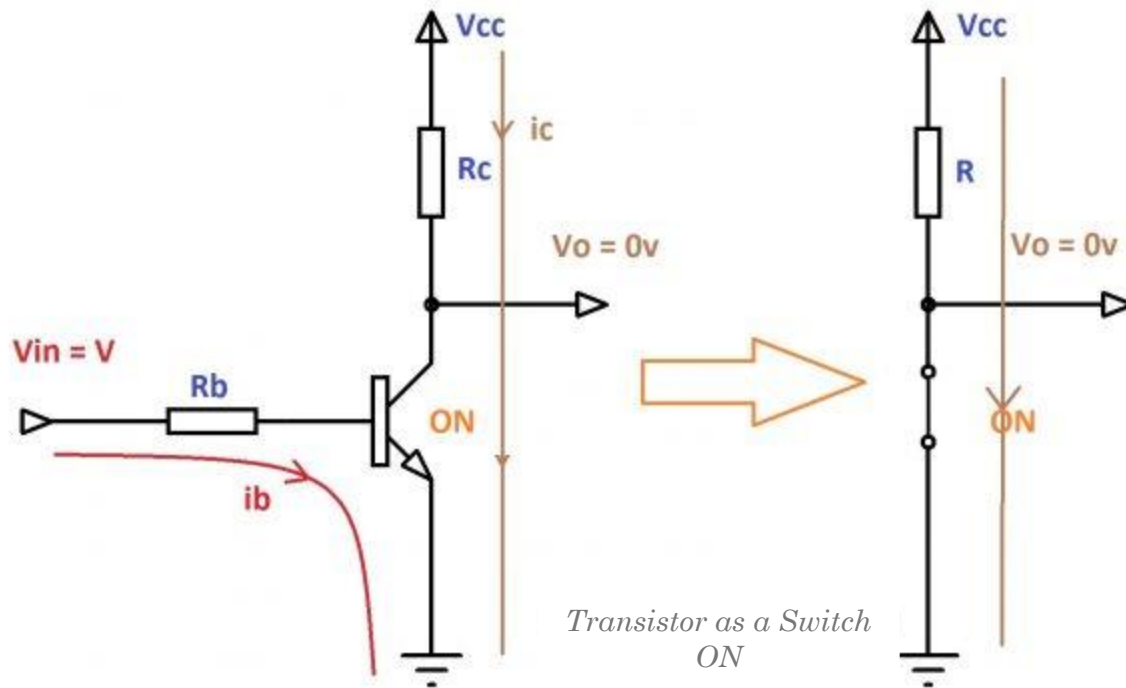 Vcc
ic
Rc
Vo = 0v
Vin = V
Rb
ON
ib
Vcc
R
Vo = 0v
ON
Transistor as a Switch
ON